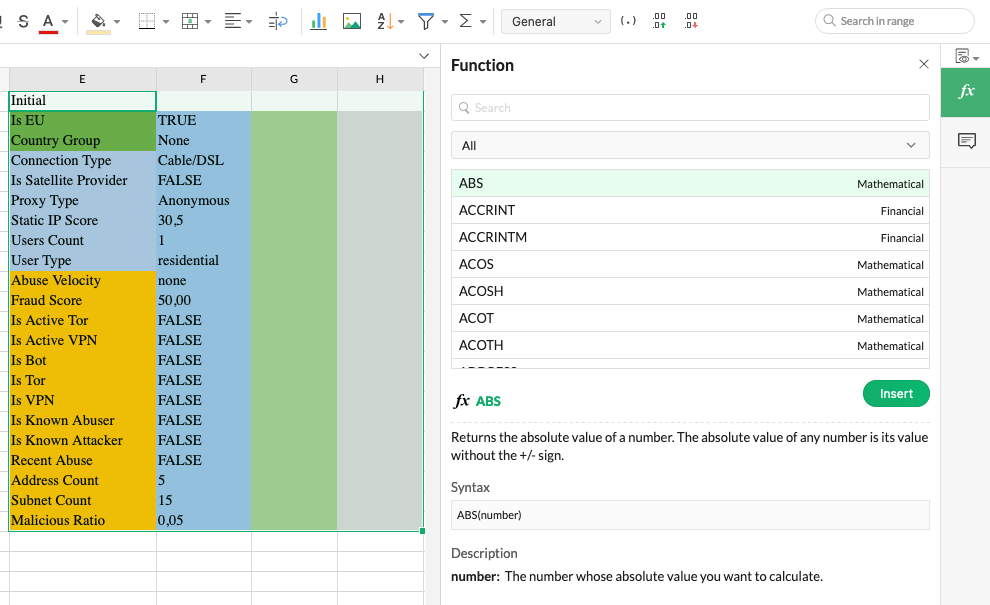 S A A Z Σ General (.) .00 .00 Search in range
Function
E F G H
Initial
Is EU TRUE
Country Group None
Connection Type Cable/DSL
Is Satellite Provider FALSE
Proxy Type Anonymous
Static IP Score 30,5
Users Count 1
User Type residential
Abuse Velocity none
Fraud Score 50,00
Is Active Tor FALSE
Is Active VPN FALSE
Is Bot FALSE
Is Tor FALSE
Is VPN FALSE
Is Known Abuser FALSE
Is Known Attacker FALSE
Recent Abuse FALSE
Address Count 5
Subnet Count 15
Malicious Ratio 0,05
Search
All
ABS Mathematical
ACCRINT Financial
ACCRINTM Financial
ACOS Mathematical
ACOSH Mathematical
ACOT Mathematical
ACOTH Mathematical
fx ABS Insert
Returns the absolute value of a number. The absolute value of any number is its value
without the +/- sign.
Syntax
ABS(number)
Description
number: The number whose absolute value you want to calculate.
fx